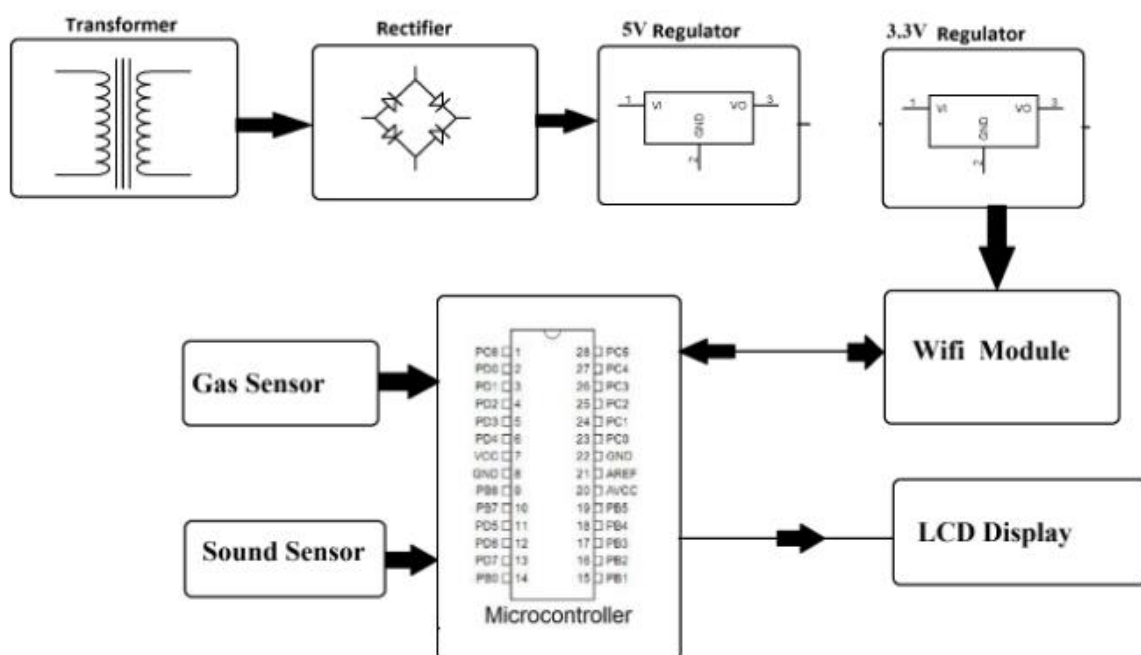 Transformer
Rectifier
5V Regulator
3.3V Regulator
1 VI VO 3
GND
2
1 VI VO 3
GND
2
Gas Sensor
Sound Sensor
PC6 1 28 PC5
PD0 2 27 PC4
PD1 3 26 PC3
PD2 4 25 PC2
PD3 5 24 PC1
PD4 6 23 PC0
VCC 7 22 GND
GND 8 21 AREF
PB6 9 20 AVCC
PB7 10 19 PB5
PD5 11 18 PB4
PD6 12 17 PB3
PD7 13 16 PB2
PB0 14 15 PB1
Microcontroller
Wifi Module
LCD Display